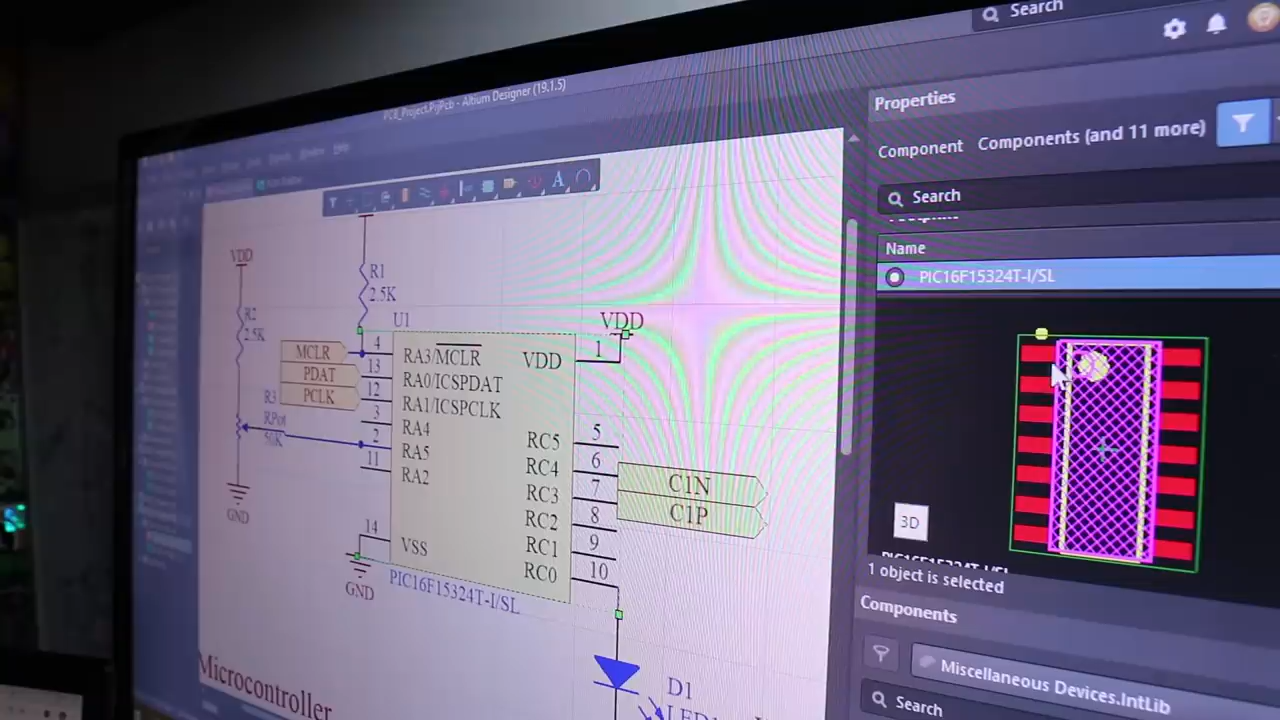 Search
PCB_Project.PrjPcb - Altium Designer (19.1.5)
Properties
Component Components (and 11 more)
Search
Name
PIC16F15324T-I/SL
3D
1 object is selected
Components
Miscellaneous Devices.IntLib
Search
VDD
R1
2.5K
R2
2.5K
U1
VDD
MCLR
PDAT
PCLK
4
13
12
3
2
11
14
RA3/MCLR
RA0/ICSPDAT
RA1/ICSPCLK
RA4
RA5
RA2
VSS
VDD
RC5
RC4
RC3
RC2
RC1
RC0
1
5
6
7
8
9
10
R3
RPot
50K
GND
GND
C1N
C1P
PIC16F15324T-I/SL
Microcontroller
D1